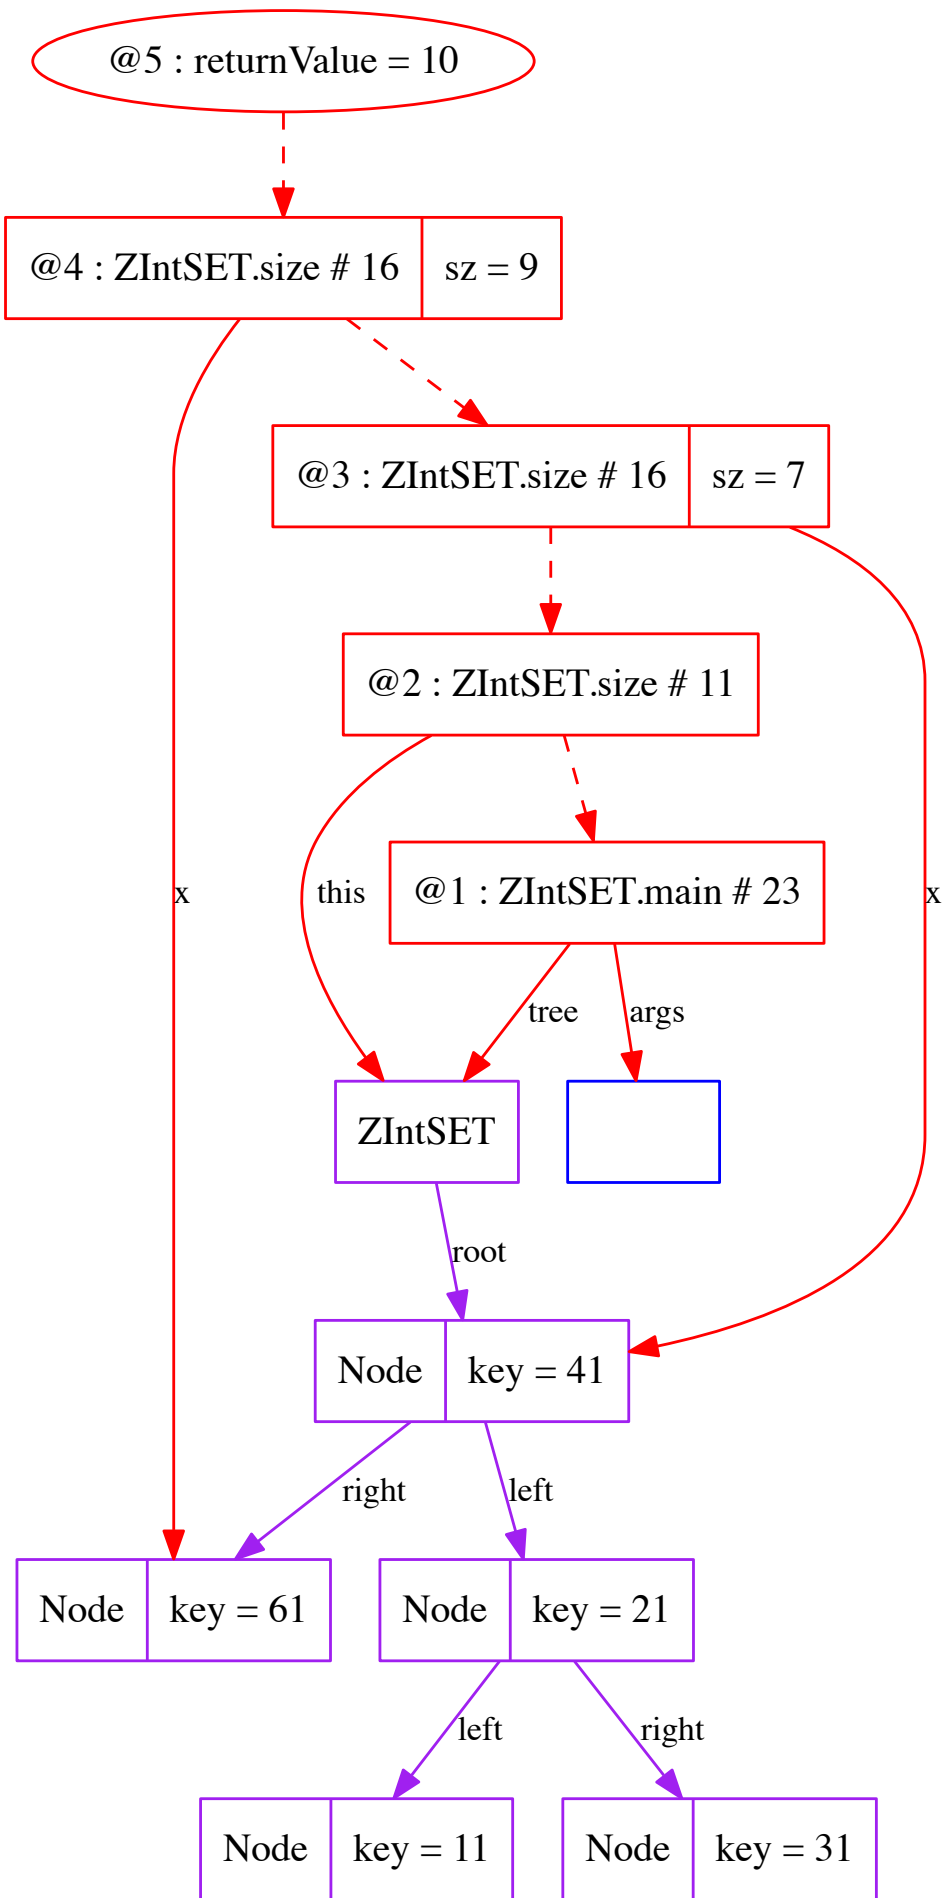 @5 : returnValue = 10
@4 : ZIntSET.size # 16
sz = 9
@3 : ZIntSET.size # 16
sz = 7
@2 : ZIntSET.size # 11
@1 : ZIntSET.main # 23
x
this
x
tree
args
ZIntSET
root
Node
key = 41
right
left
Node
key = 61
Node
key = 21
left
right
Node
key = 11
Node
key = 31